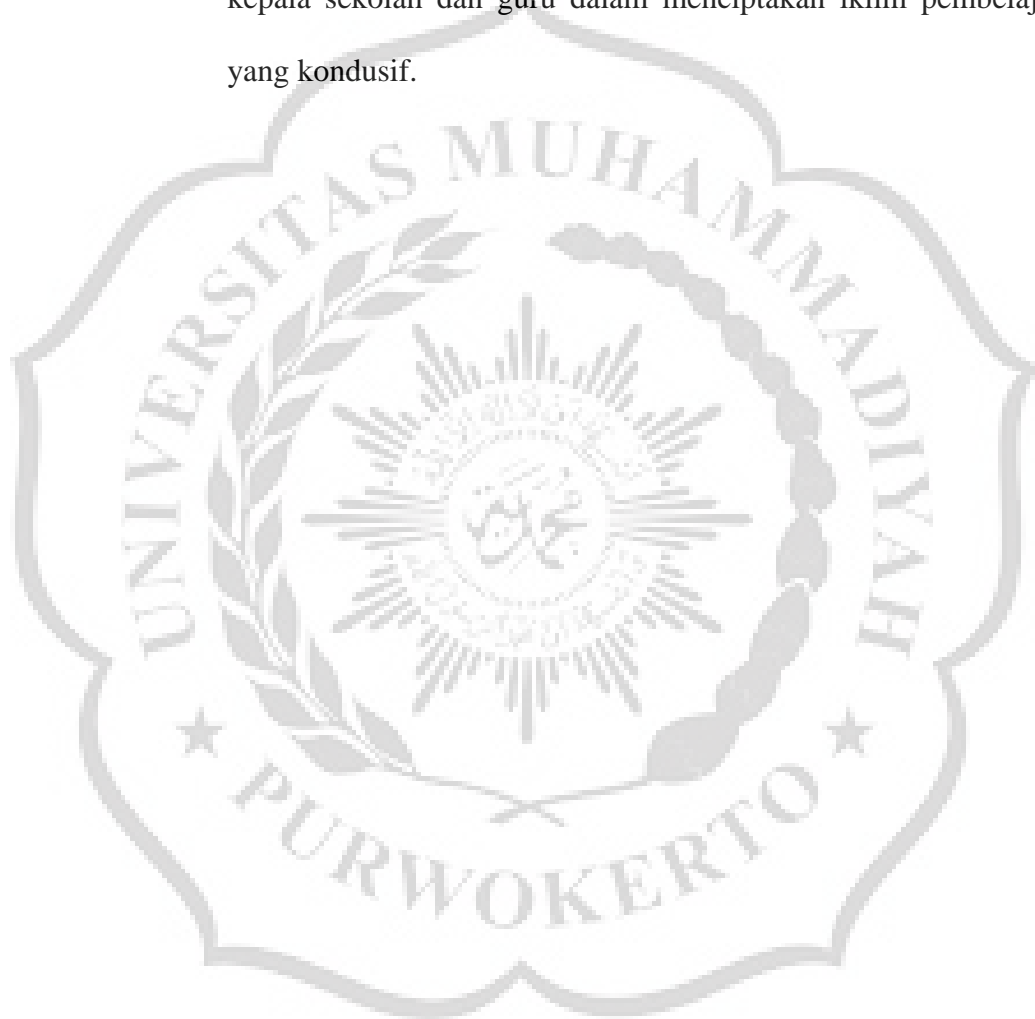 kepala sekolah dan guru dalam menciptakan iklim
yang kondusif.
UNIVERSITAS MUHAMMADIYAH
PURWOKERTO